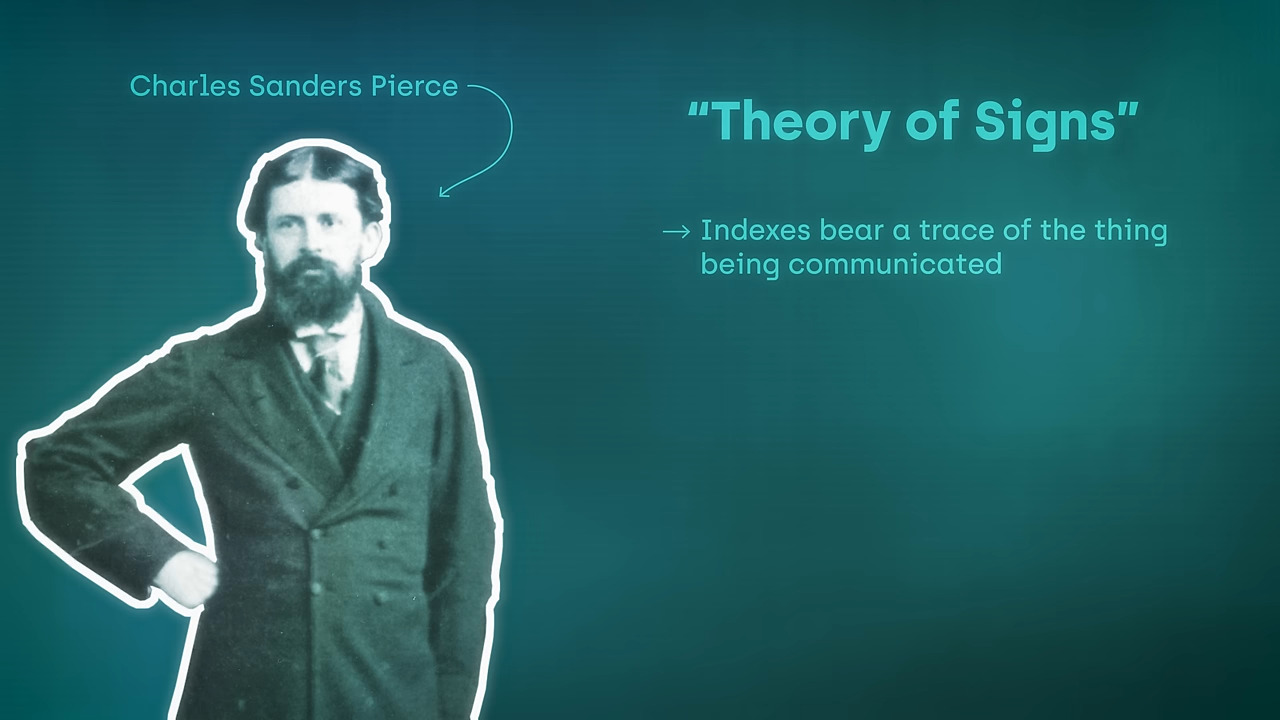 Charles Sanders Pierce
“Theory of Signs”
→ Indexes bear a trace of the thing
being communicated